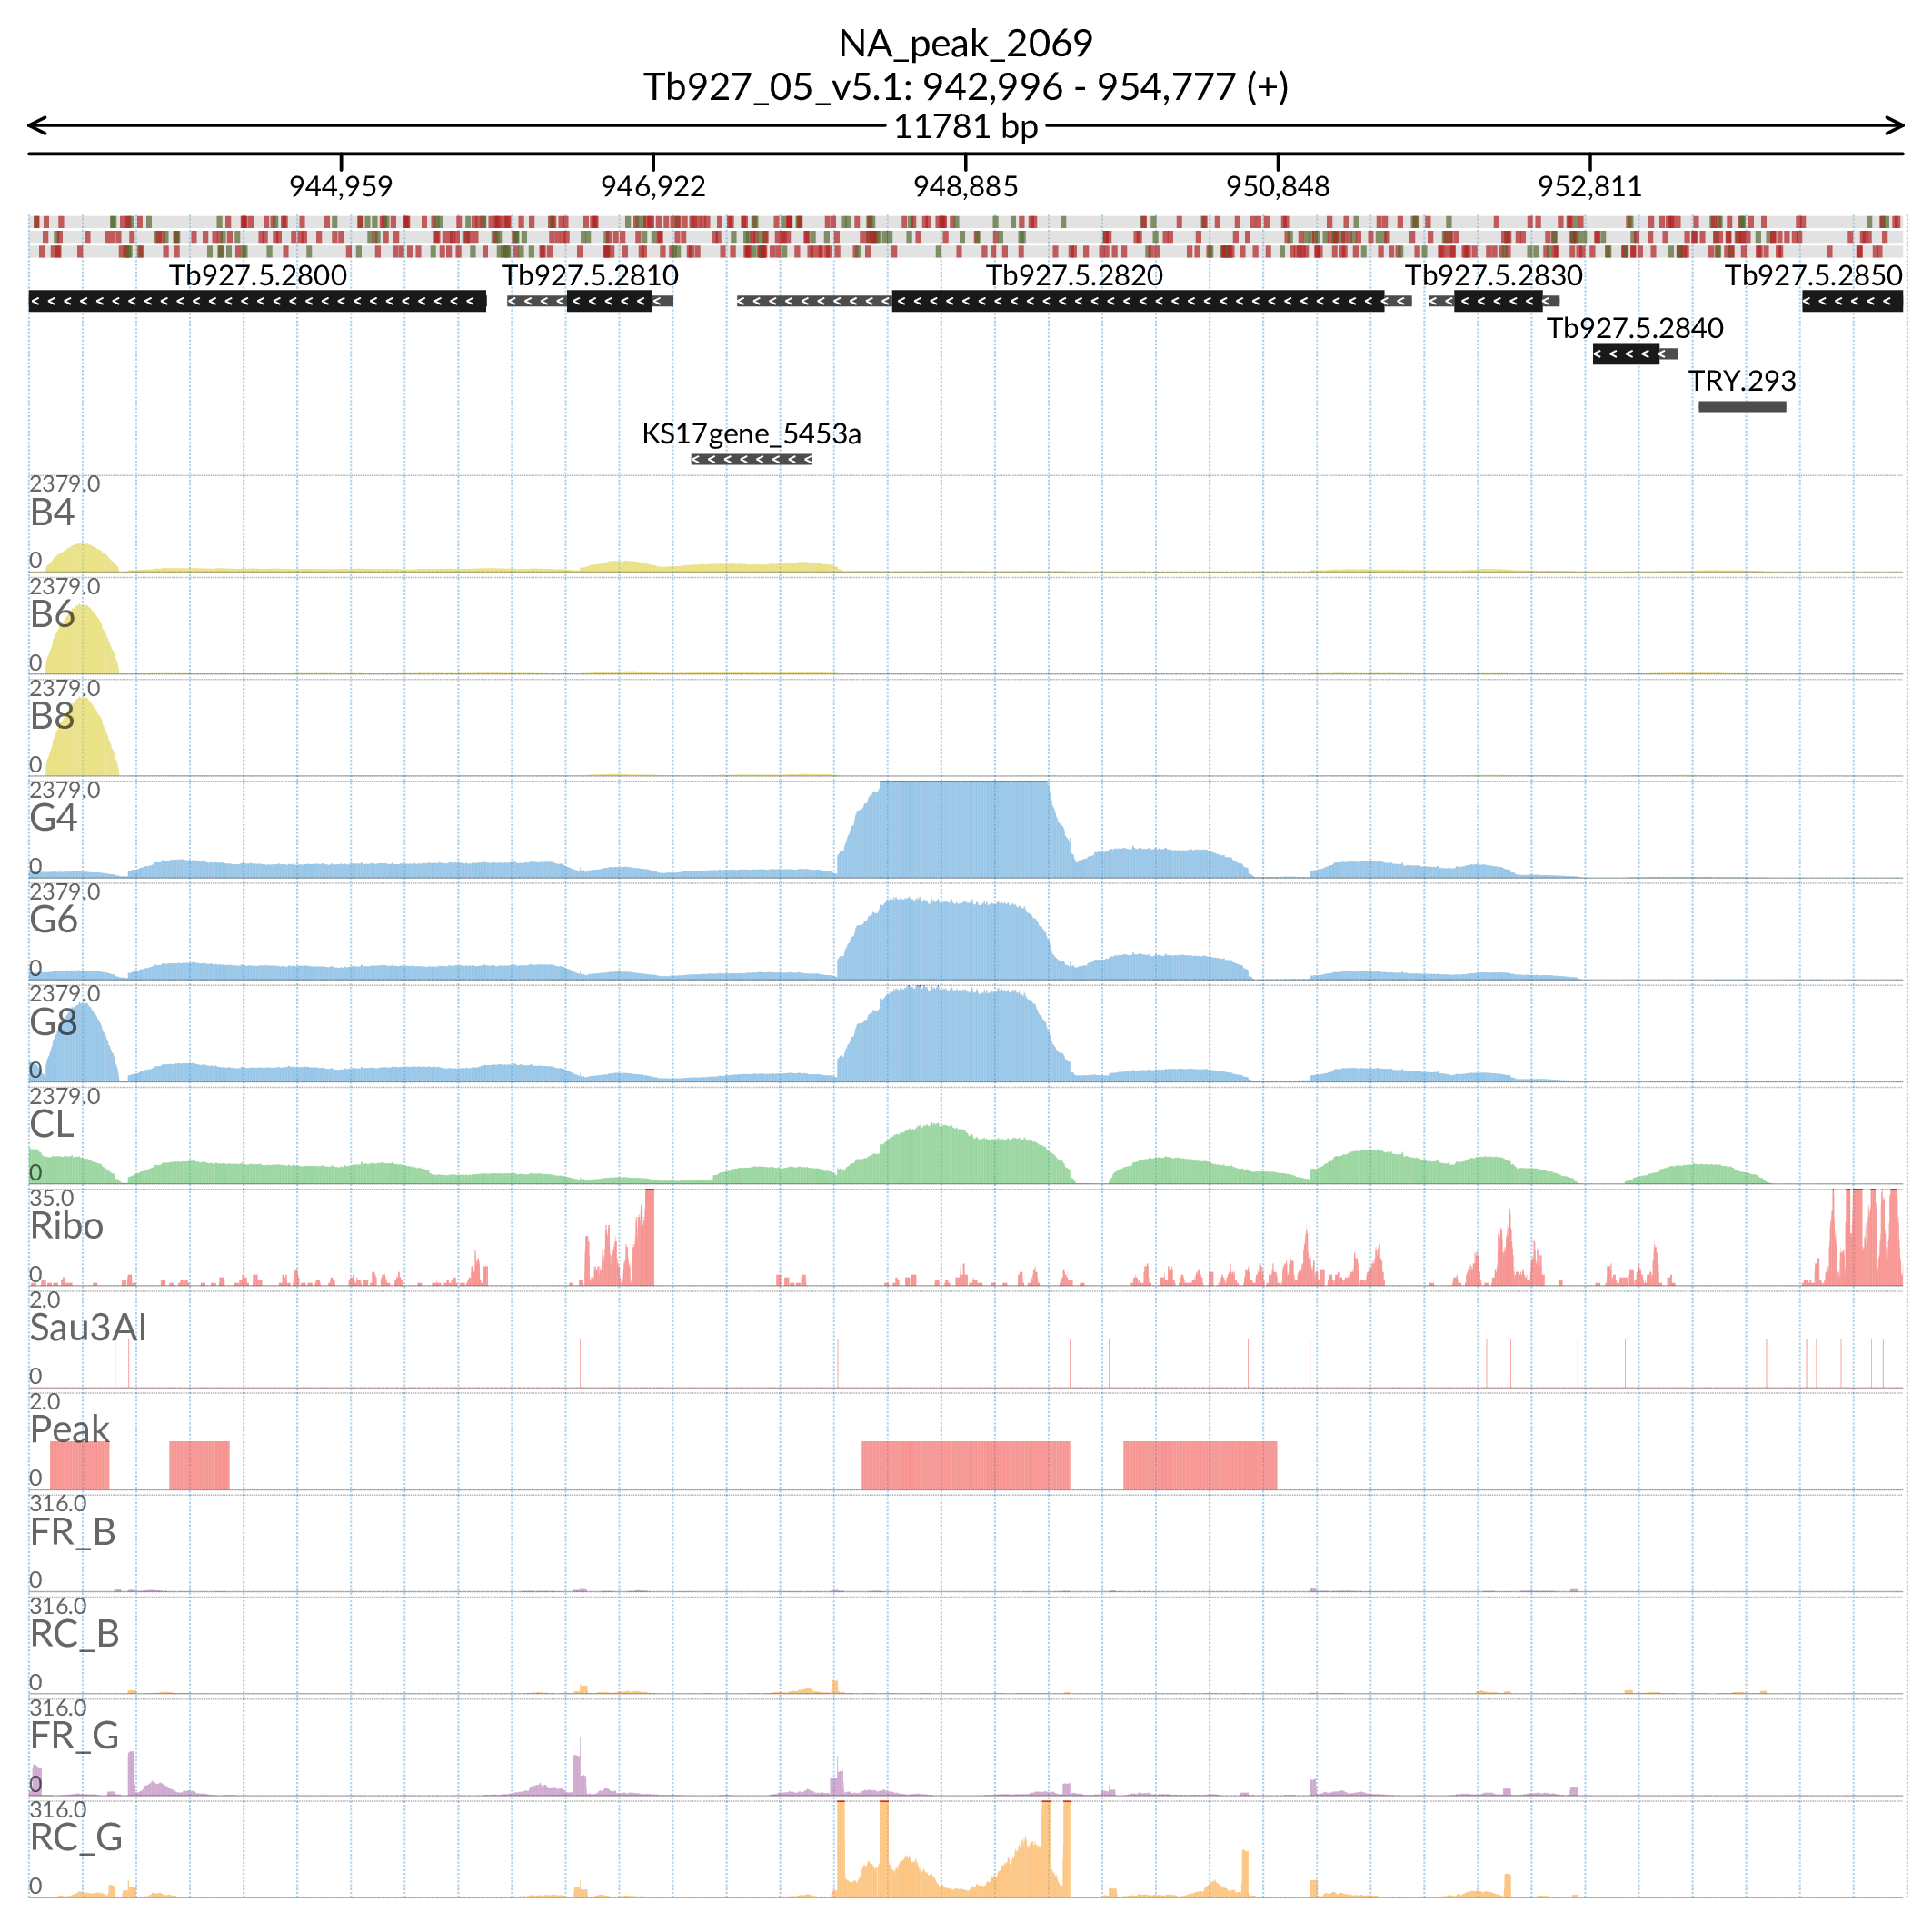 NA_peak_2069
Tb927_05_v5.1: 942,996 - 954,777 (+)
11781 bp
944,959 946,922 948,885 950,848 952,811
Tb927.5.2800 Tb927.5.2810 Tb927.5.2820 Tb927.5.2830 Tb927.5.2850
Tb927.5.2840
TRY.293
KS17gene_5453a
2379.0
B4
0
2379.0
B6
0
2379.0
B8
0
2379.0
G4
0
2379.0
G6
0
2379.0
G8
0
2379.0
CL
0
35.0
Ribo
0
2.0
Sau3AI
0
2.0
Peak
0
316.0
FR_B
0
316.0
RC_B
0
316.0
FR_G
0
316.0
RC_G
0